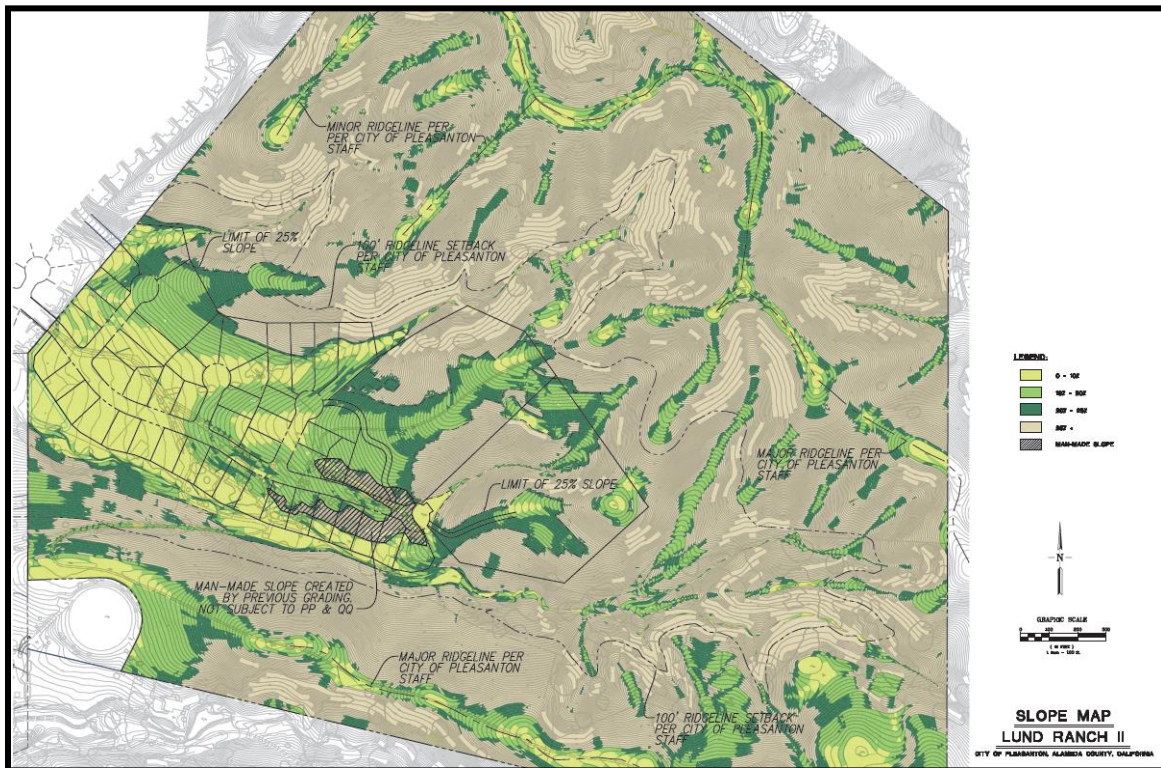 MINOR RIDGELINE PER
PER CITY OF PLEASANTON
STAFF
LIMIT OF 25%
SLOPE
100' RIDGELINE SETBACK
PER CITY OF PLEASANTON
STAFF
MAJOR RIDGELINE PER
CITY OF PLEASANTON
STAFF
LIMIT OF 25% SLOPE
MAN-MADE SLOPE CREATED
BY PREVIOUS GRADING,
NOT SUBJECT TO PP & QQ
MAJOR RIDGELINE PER
CITY OF PLEASANTON
STAFF
100' RIDGELINE SETBACK
PER CITY OF PLEASANTON
STAFF
LEGEND:
0 - 10%
MAN-MADE SLOPE
N
GRAPHIC SCALE
SLOPE MAP
LUND RANCH II
CITY OF PLEASANTON, ALAMEDA COUNTY, CALIFORNIA